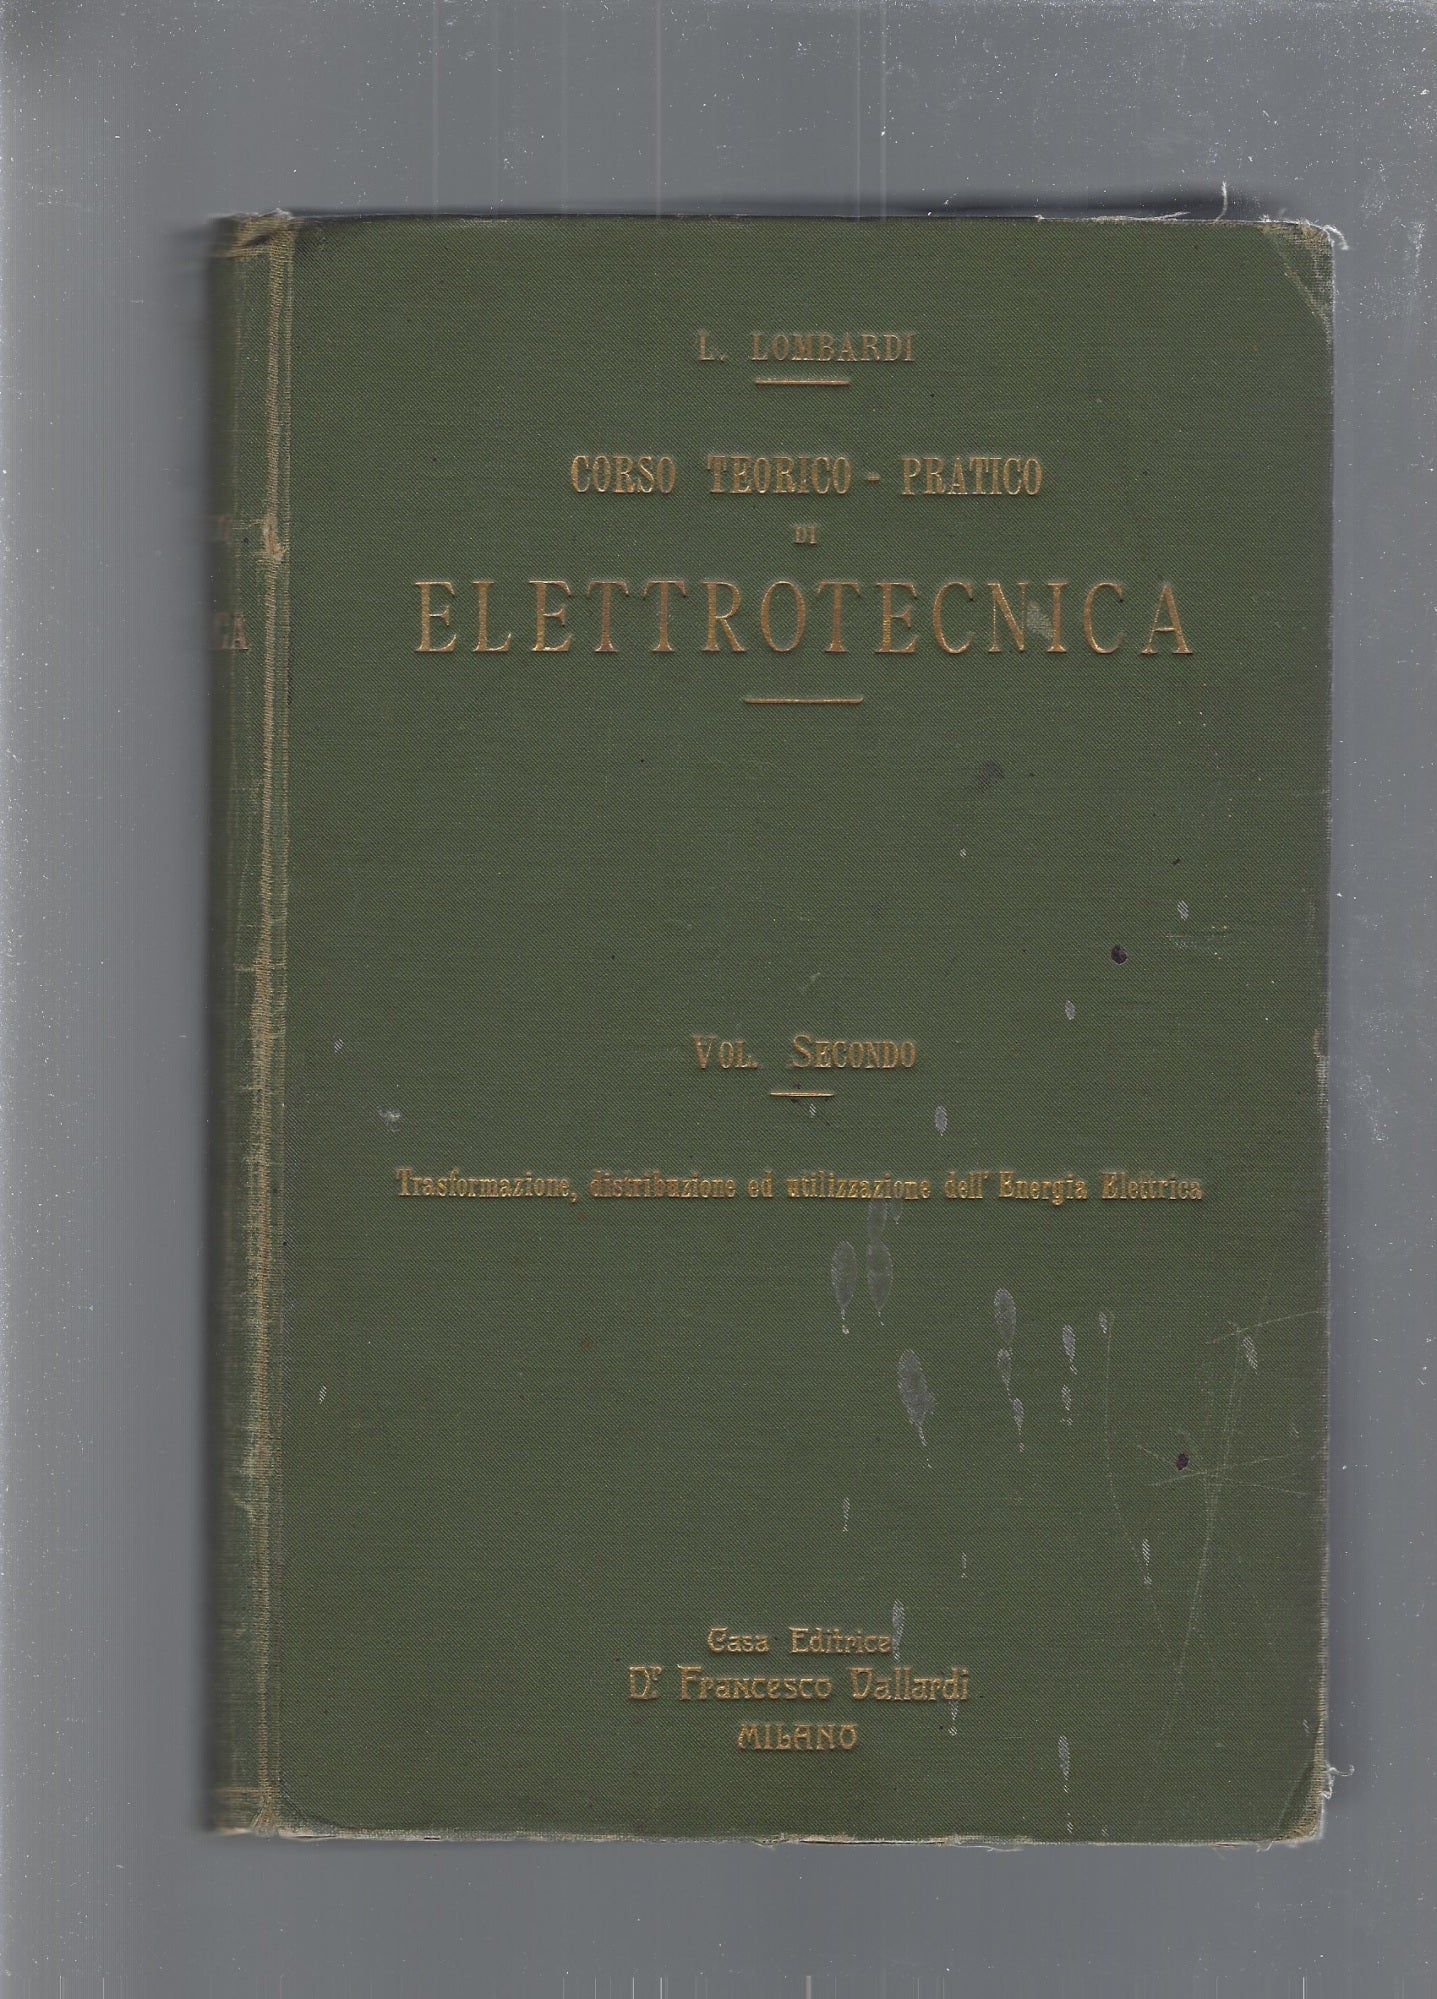 L. LOMBARDI
CORSO TEORICO - PRATICO
DI
ELETTROTECNICA
VOL. SECONDO
Trasformazione, distribuzione ed utilizzazione dell' Energia Elettrica
Casa Editrice
Dr. Francesco Vallardi
MILANO